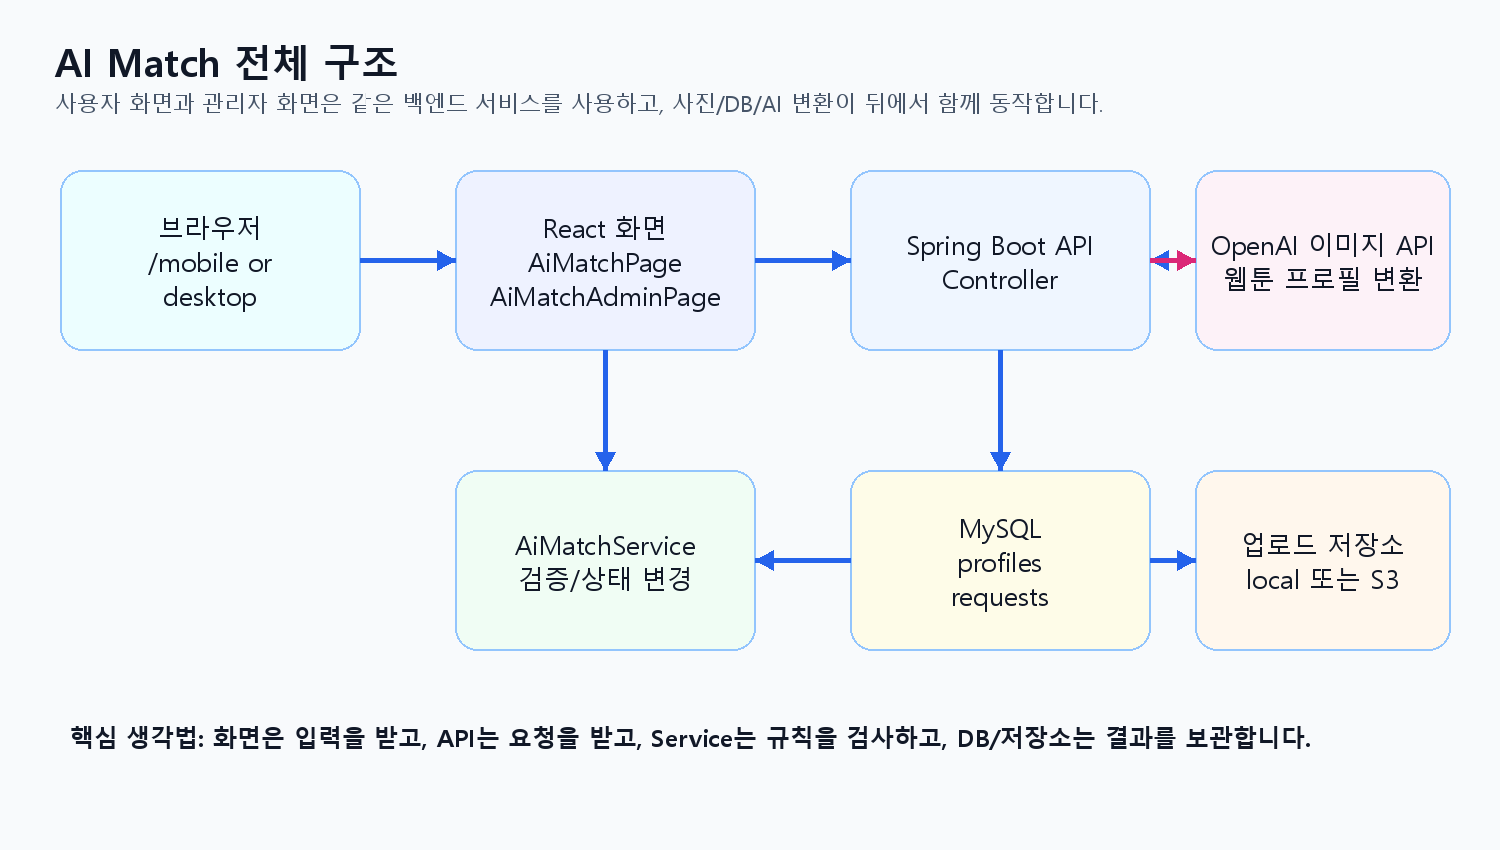 AI Match 전체 구조
사용자 화면과 관리자 화면은 같은 백엔드 서비스를 사용하고, 사진/DB/AI 변환이 뒤에서 함께 동작합니다.
브라우저
/mobile or
desktop
React 화면
AiMatchPage
AiMatchAdminPage
Spring Boot API
Controller
OpenAI 이미지 API
웹툰 프로필 변환
AiMatchService
검증/상태 변경
MySQL
profiles
requests
업로드 저장소
local 또는 S3
핵심 생각법: 화면은 입력을 받고, API는 요청을 받고, Service는 규칙을 검사하고, DB/저장소는 결과를 보관합니다.